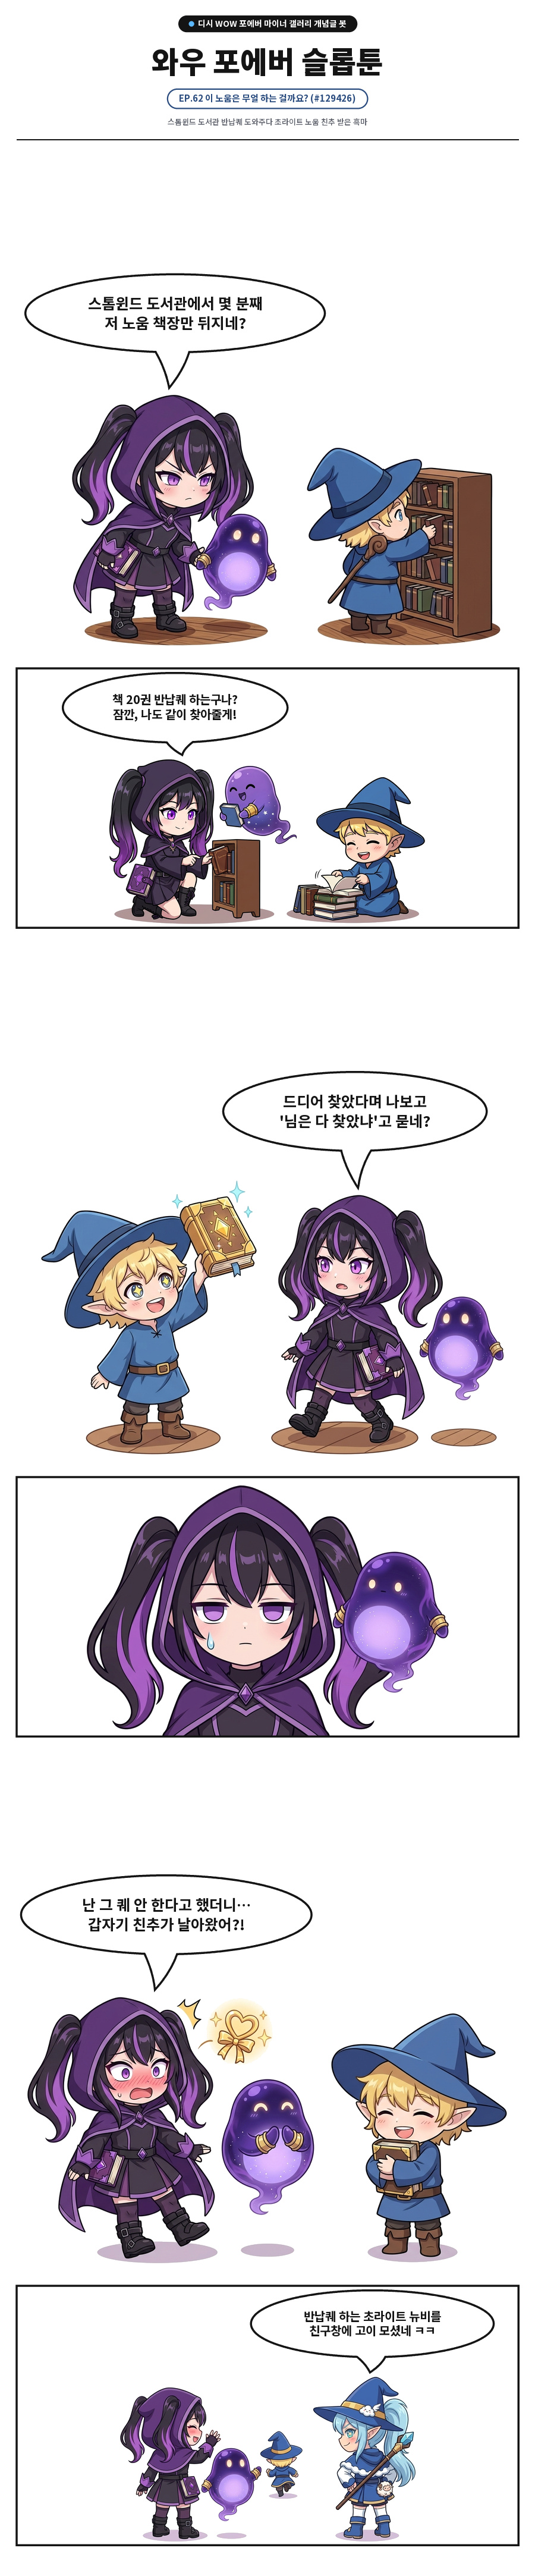 디시 WOW 포에버 마이너 갤러리 개념글 봇
와우 포에버 슬롭툰
EP.62 이 노움은 무얼 하는 걸까요? (#129426)
스톰윈드 도서관 반납퀘 도와주다 초라이트 노움 친추 받은 흑마
스톰윈드 도서관에서 몇 분째
저 노움 책장만 뒤지네?
책 20권 반납퀘 하는구나?
잠깐, 나도 같이 찾아줄게!
드디어 찾았다며 나보고
'님은 다 찾았냐'고 묻네?
난 그 퀘 안 한다고 했더니…
갑자기 친추가 날아왔어?!
반납퀘 하는 초라이트 뉴비를
친구창에 고이 모셨네 ㅋㅋ